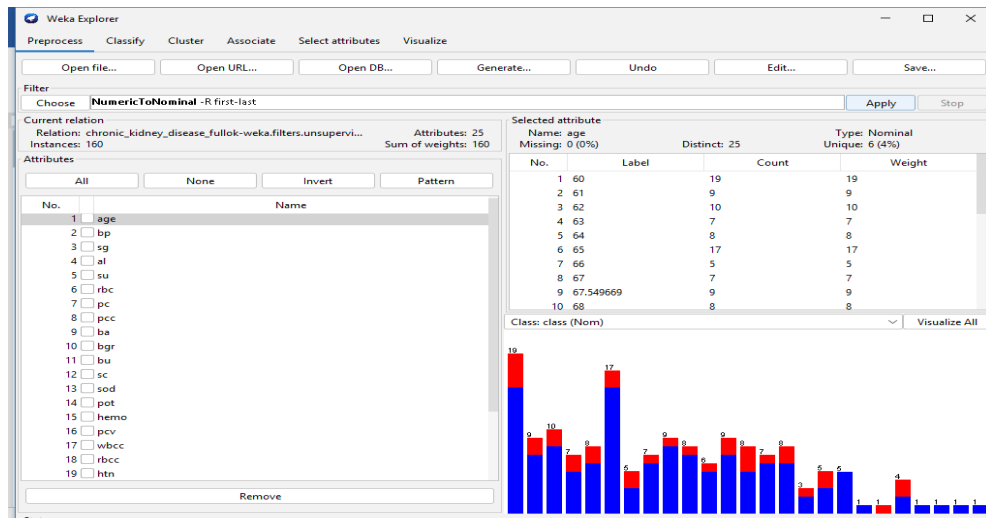 Weka Explorer
Preprocess Classify Cluster Associate Select attributes Visualize
Open file... Open URL... Open DB... Generate... Undo Edit... Save...
Filter
Choose NumericToNominal -R first-last Apply Stop
Current relation
Relation: chronic_kidney_disease_fullok-weka.filters.unsupervi... Attributes: 25
Instances: 160 Sum of weights: 160
Attributes
All None Invert Pattern
No. Name
1 age
2 bp
3 sg
4 al
5 su
6 rbc
7 pc
8 pcc
9 ba
10 bgr
11 bu
12 sc
13 sod
14 pot
15 hemo
16 pcv
17 wbcc
18 rbcc
19 htn
Remove
Selected attribute
Name: age Type: Nominal
Missing: 0 (0%) Distinct: 25 Unique: 6 (4%)
No. Label Count Weight
1 60 19 19
2 61 9 9
3 62 10 10
4 63 7 7
5 64 8 8
6 65 17 17
7 66 5 5
8 67 7 7
9 67.549669 9 9
10 68 8 8
Class: class (Nom) Visualize All
19 9 10 7 8 17 5 7 9 8 6 9 8 7 8 3 5 5 1 1 4 1 1 1 1